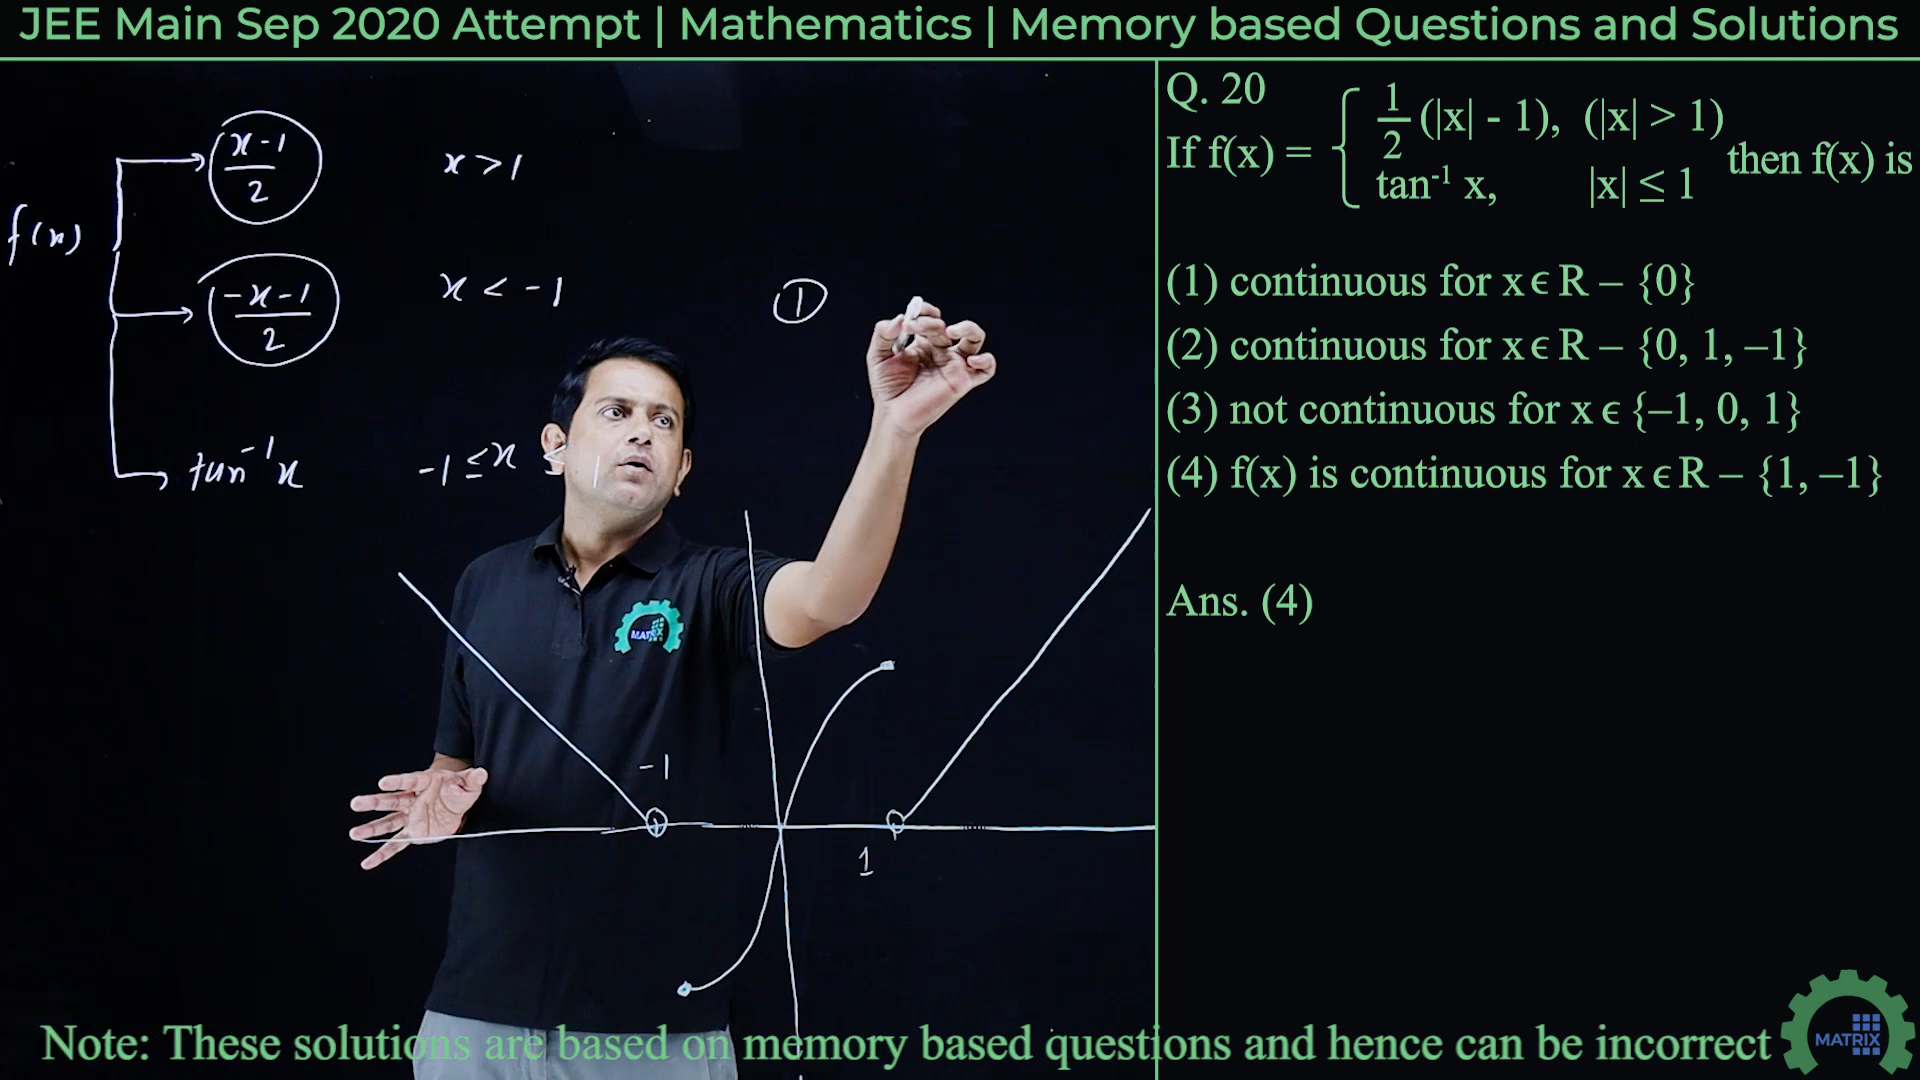 JEE Main Sep 2020 Attempt | Mathematics | Memory based Questions and Solutions
f(x)
x-1
2
x > 1
-x-1
2
x < -1
tan⁻¹x
-1 ≤ x ≤ 1
①
-1
1
MATRIX
Q. 20
If f(x) = { 1/2 (|x| - 1), (|x| > 1)
tan⁻¹ x, |x| ≤ 1 then f(x) is
(1) continuous for x ϵ R – {0}
(2) continuous for x ϵ R – {0, 1, –1}
(3) not continuous for x ϵ {–1, 0, 1}
(4) f(x) is continuous for x ϵ R – {1, –1}
Ans. (4)
Note: These solutions are based on memory based questions and hence can be incorrect
MATRIX